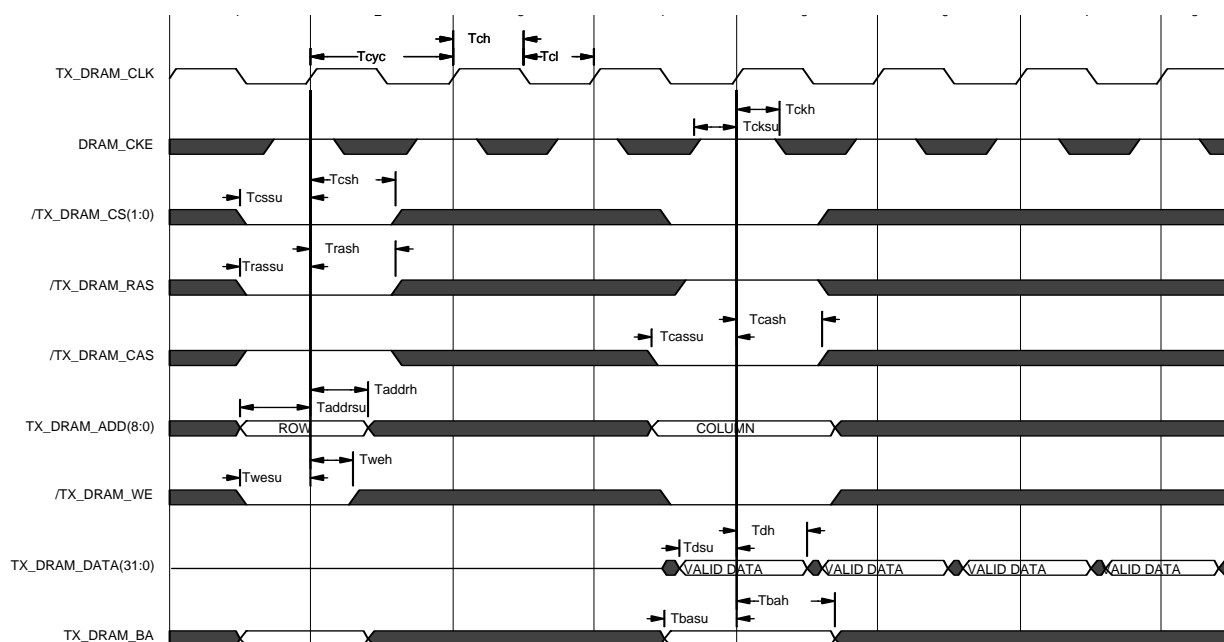 Tch
Tcyc
Tcl
TX_DRAM_CLK
Tckh
Tcksu
DRAM_CKE
Tcsh
Tcssu
/TX_DRAM_CS(1:0)
Trash
Trassu
/TX_DRAM_RAS
Tcash
Tcassu
/TX_DRAM_CAS
Taddrh
Taddrsu
TX_DRAM_ADD(8:0)
ROW
COLUMN
Tweh
Twesu
/TX_DRAM_WE
Tdh
Tdsu
TX_DRAM_DATA(31:0)
VALID DATA
VALID DATA
VALID DATA
ALID DATA
Tbah
Tbasu
TX_DRAM_BA